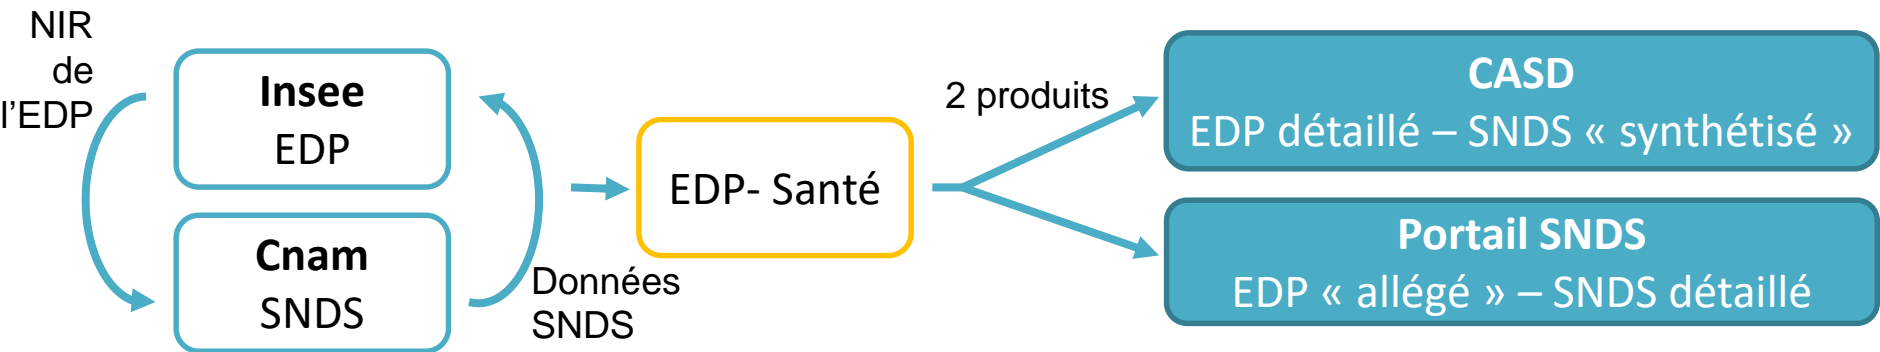 NIR
de
l’EDP
Insee
EDP
Cnam
SNDS
Données
SNDS
EDP- Santé
2 produits
CASD
EDP détaillé – SNDS « synthétisé »
Portail SNDS
EDP « allégé » – SNDS détaillé